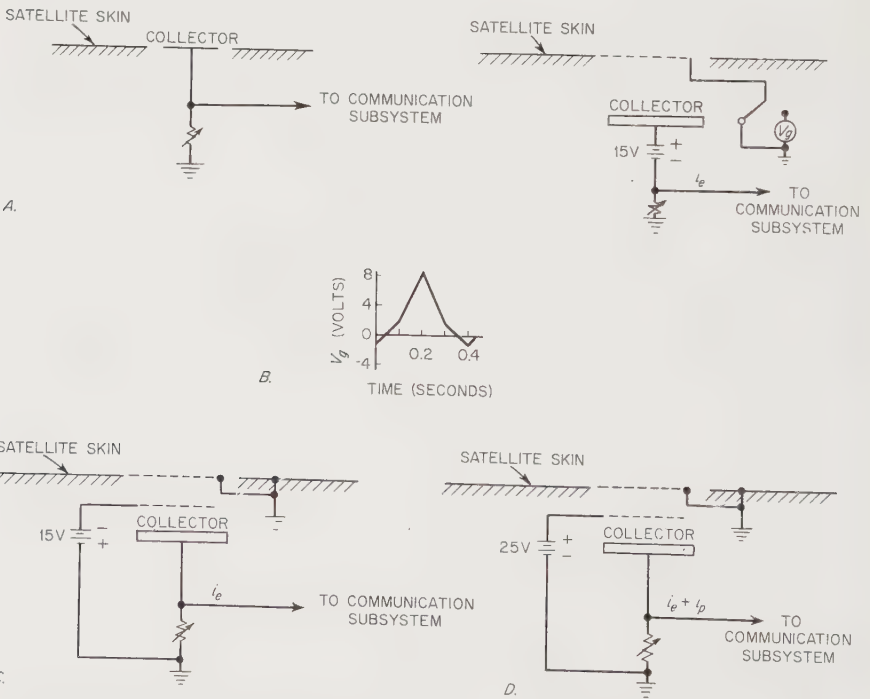 SATELLITE SKIN
COLLECTOR
TO COMMUNICATION
SUBSYSTEM
A.
SATELLITE SKIN
COLLECTOR
15V
+
−
Vg
ie
TO
COMMUNICATION
SUBSYSTEM
B.
Vg (VOLTS)
8
4
0
-4
0.2 0.4
TIME (SECONDS)
SATELLITE SKIN
15V
−
+
COLLECTOR
ie
TO COMMUNICATION
SUBSYSTEM
C.
SATELLITE SKIN
25V
+
−
COLLECTOR
ie + ip
TO
COMMUNICATION
SUBSYSTEM
D.